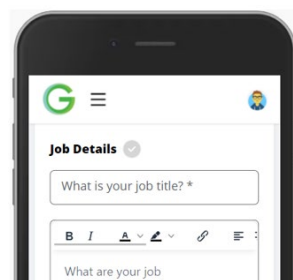 G
Job Details
What is your job title? *
B I A
What are your job